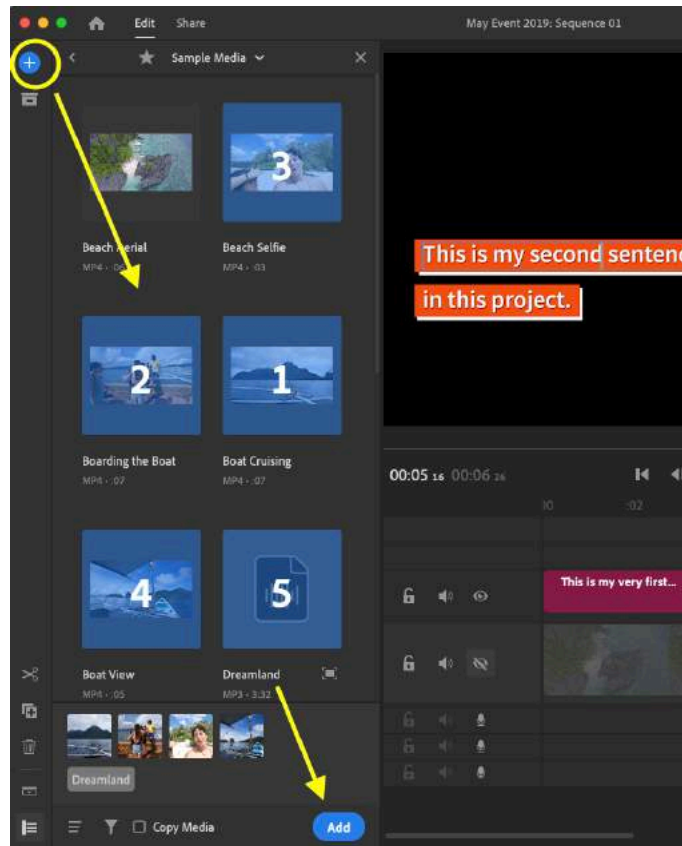 Edit Share May Event 2019: Sequence 01
Sample Media
3
Beach Aerial Beach Selfie
MP4 - :06 MP4 - :03
This is my second sentenc
in this project.
2 1
Boarding the Boat Boat Cruising
MP4 - :07 MP4 - :07
00:05 16 00:06 26
:02
4 5
This is my very first...
Boat View Dreamland
MP4 - :05 MP3 - 3:32
Dreamland
Copy Media Add